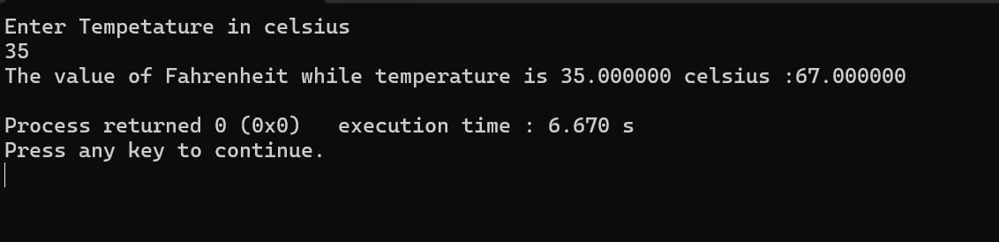 Enter Tempetature in celsius
35
The value of Fahrenheit while temperature is 35.000000 celsius :67.000000
Process returned 0 (0x0)   execution time : 6.670 s
Press any key to continue.